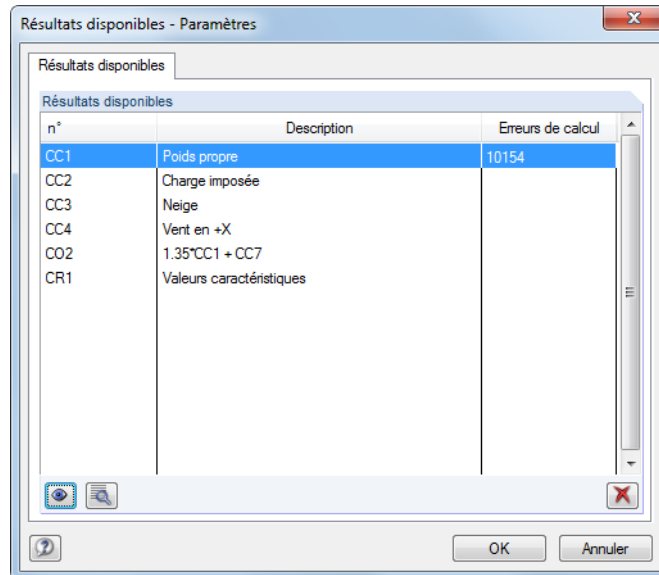 Résultats disponibles - Paramètres
Résultats disponibles
Résultats disponibles
n° Description Erreurs de calcul
CC1 Poids propre 10154
CC2 Charge imposée
CC3 Neige
CC4 Vent en +X
CO2 1.35*CC1 + CC7
CR1 Valeurs caractéristiques
OK Annuler